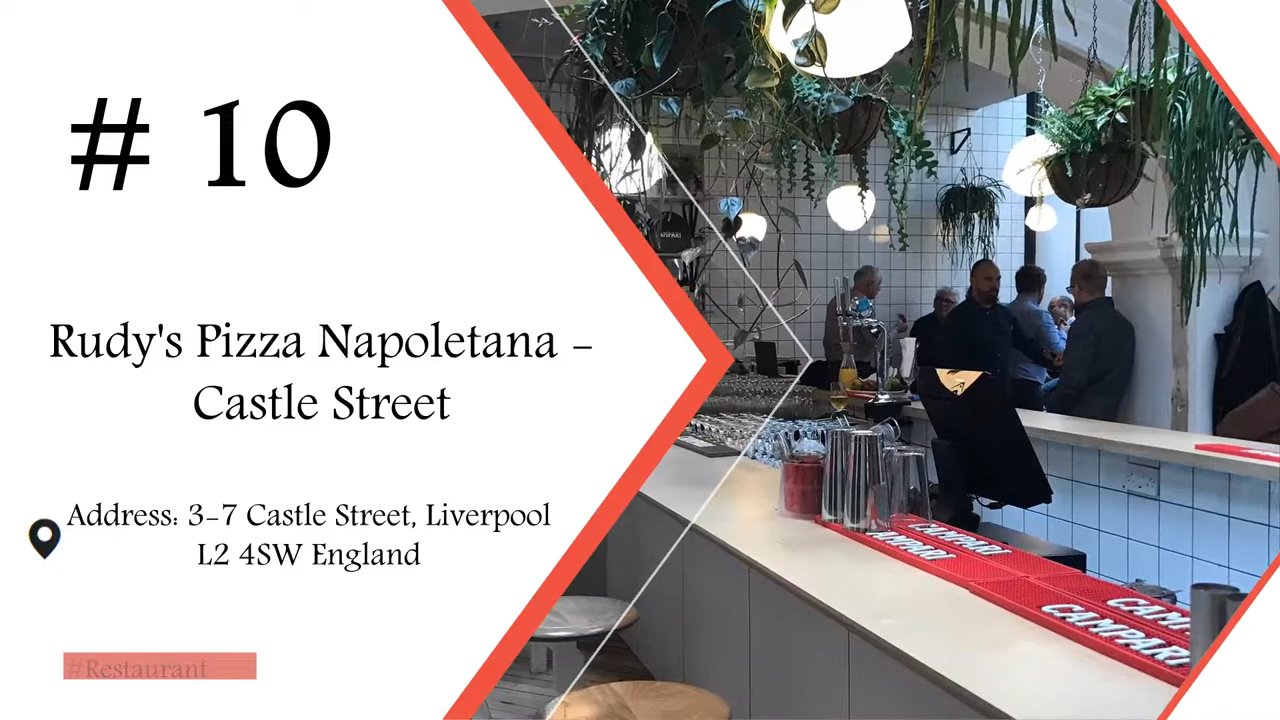 # 10
Rudy's Pizza Napoletana –
Castle Street
Address: 3-7 Castle Street, Liverpool
L2 4SW England
#Restaurant
CAMPARI
CAMPARI
CAMPARI
CAMPARI